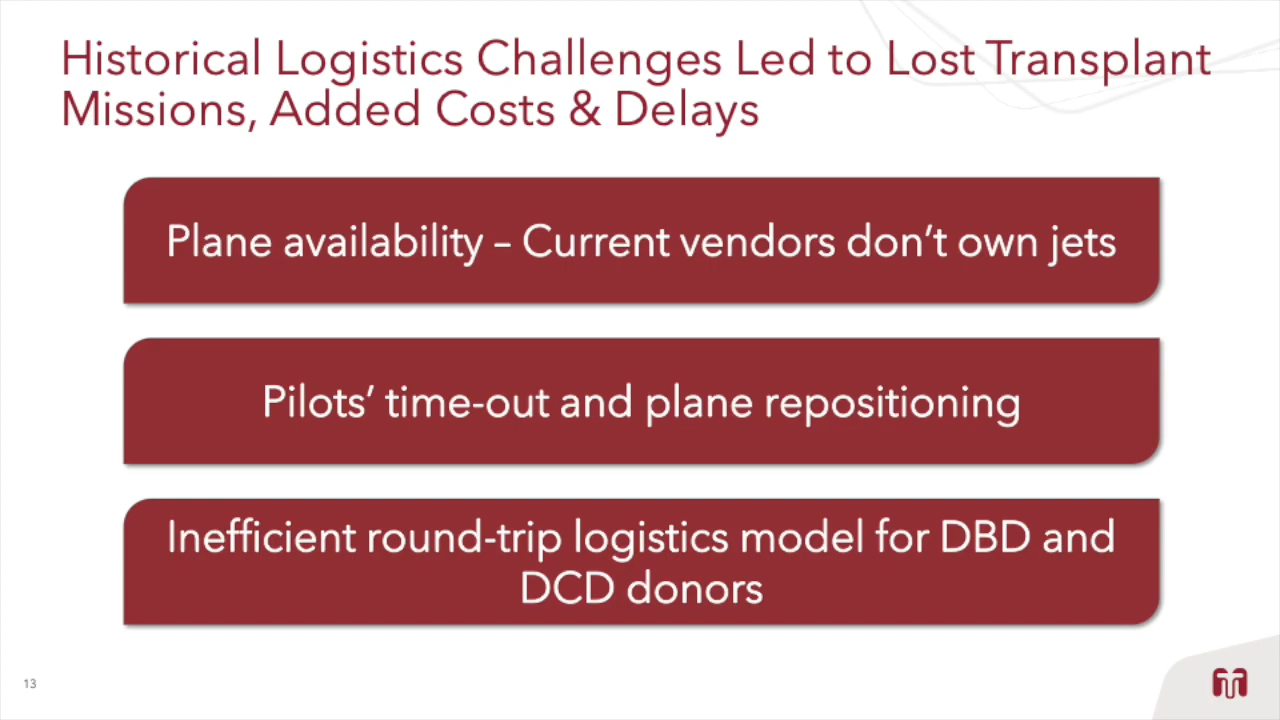 Historical Logistics Challenges Led to Lost Transplant
Missions, Added Costs & Delays
Plane availability – Current vendors don’t own jets
Pilots’ time-out and plane repositioning
Inefficient round-trip logistics model for DBD and
DCD donors
13